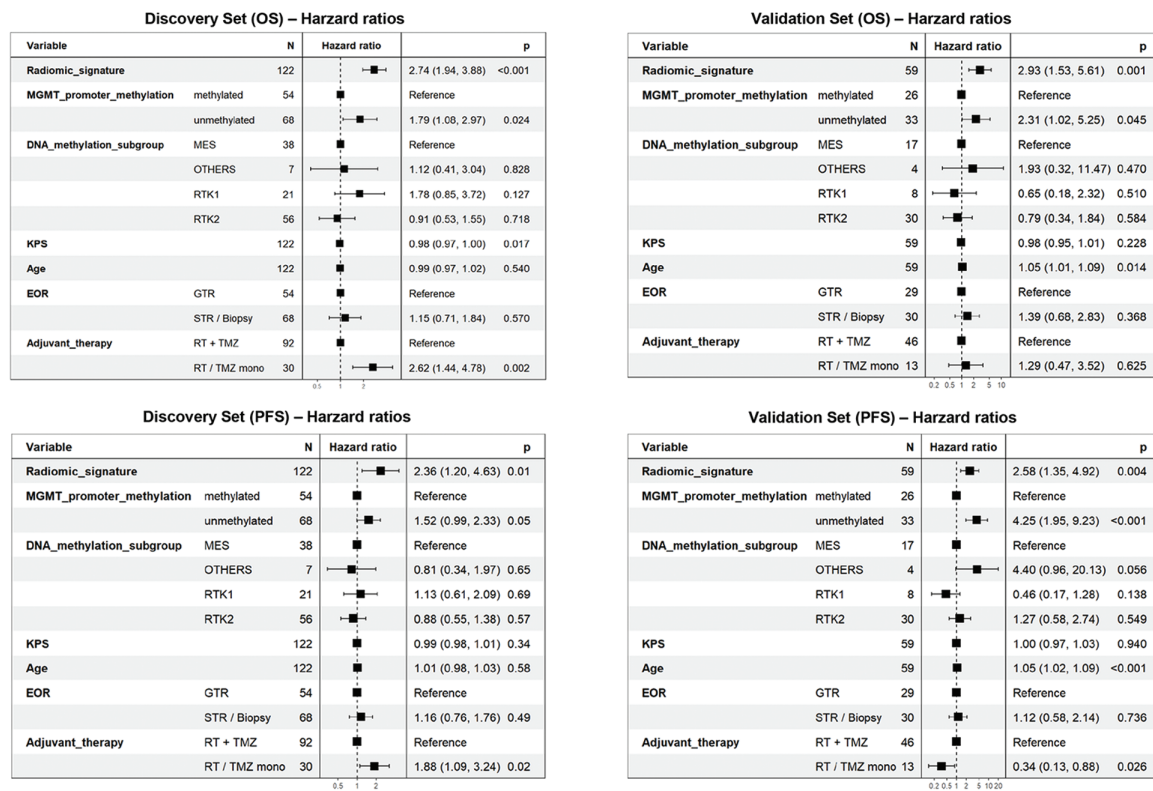 Discovery Set (OS) – Harzard ratios
Variable N Hazard ratio p
Radiomic_signature 122 2.74 (1.94, 3.88) <0.001
MGMT_promoter_methylation methylated 54 Reference
unmethylated 68 1.79 (1.08, 2.97) 0.024
DNA_methylation_subgroup MES 38 Reference
OTHERS 7 1.12 (0.41, 3.04) 0.828
RTK1 21 1.78 (0.85, 3.72) 0.127
RTK2 56 0.91 (0.53, 1.55) 0.718
KPS 122 0.98 (0.97, 1.00) 0.017
Age 122 0.99 (0.97, 1.02) 0.540
EOR GTR 54 Reference
STR / Biopsy 68 1.15 (0.71, 1.84) 0.570
Adjuvant_therapy RT + TMZ 92 Reference
RT / TMZ mono 30 2.62 (1.44, 4.78) 0.002
0.5 1 2
Validation Set (OS) – Harzard ratios
Variable N Hazard ratio p
Radiomic_signature 59 2.93 (1.53, 5.61) 0.001
MGMT_promoter_methylation methylated 26 Reference
unmethylated 33 2.31 (1.02, 5.25) 0.045
DNA_methylation_subgroup MES 17 Reference
OTHERS 4 1.93 (0.32, 11.47) 0.470
RTK1 8 0.65 (0.18, 2.32) 0.510
RTK2 30 0.79 (0.34, 1.84) 0.584
KPS 59 0.98 (0.95, 1.01) 0.228
Age 59 1.05 (1.01, 1.09) 0.014
EOR GTR 29 Reference
STR / Biopsy 30 1.39 (0.68, 2.83) 0.368
Adjuvant_therapy RT + TMZ 46 Reference
RT / TMZ mono 13 1.29 (0.47, 3.52) 0.625
0.2 0.5 1 2 5 10
Discovery Set (PFS) – Harzard ratios
Variable N Hazard ratio p
Radiomic_signature 122 2.36 (1.20, 4.63) 0.01
MGMT_promoter_methylation methylated 54 Reference
unmethylated 68 1.52 (0.99, 2.33) 0.05
DNA_methylation_subgroup MES 38 Reference
OTHERS 7 0.81 (0.34, 1.97) 0.65
RTK1 21 1.13 (0.61, 2.09) 0.69
RTK2 56 0.88 (0.55, 1.38) 0.57
KPS 122 0.99 (0.98, 1.01) 0.34
Age 122 1.01 (0.98, 1.03) 0.58
EOR GTR 54 Reference
STR / Biopsy 68 1.16 (0.76, 1.76) 0.49
Adjuvant_therapy RT + TMZ 92 Reference
RT / TMZ mono 30 1.88 (1.09, 3.24) 0.02
0.5 1 2
Validation Set (PFS) – Harzard ratios
Variable N Hazard ratio p
Radiomic_signature 59 2.58 (1.35, 4.92) 0.004
MGMT_promoter_methylation methylated 26 Reference
unmethylated 33 4.25 (1.95, 9.23) <0.001
DNA_methylation_subgroup MES 17 Reference
OTHERS 4 4.40 (0.96, 20.13) 0.056
RTK1 8 0.46 (0.17, 1.28) 0.138
RTK2 30 1.27 (0.58, 2.74) 0.549
KPS 59 1.00 (0.97, 1.03) 0.940
Age 59 1.05 (1.02, 1.09) <0.001
EOR GTR 29 Reference
STR / Biopsy 30 1.12 (0.58, 2.14) 0.736
Adjuvant_therapy RT + TMZ 46 Reference
RT / TMZ mono 13 0.34 (0.13, 0.88) 0.026
0.2 0.5 1 2 5 10 20